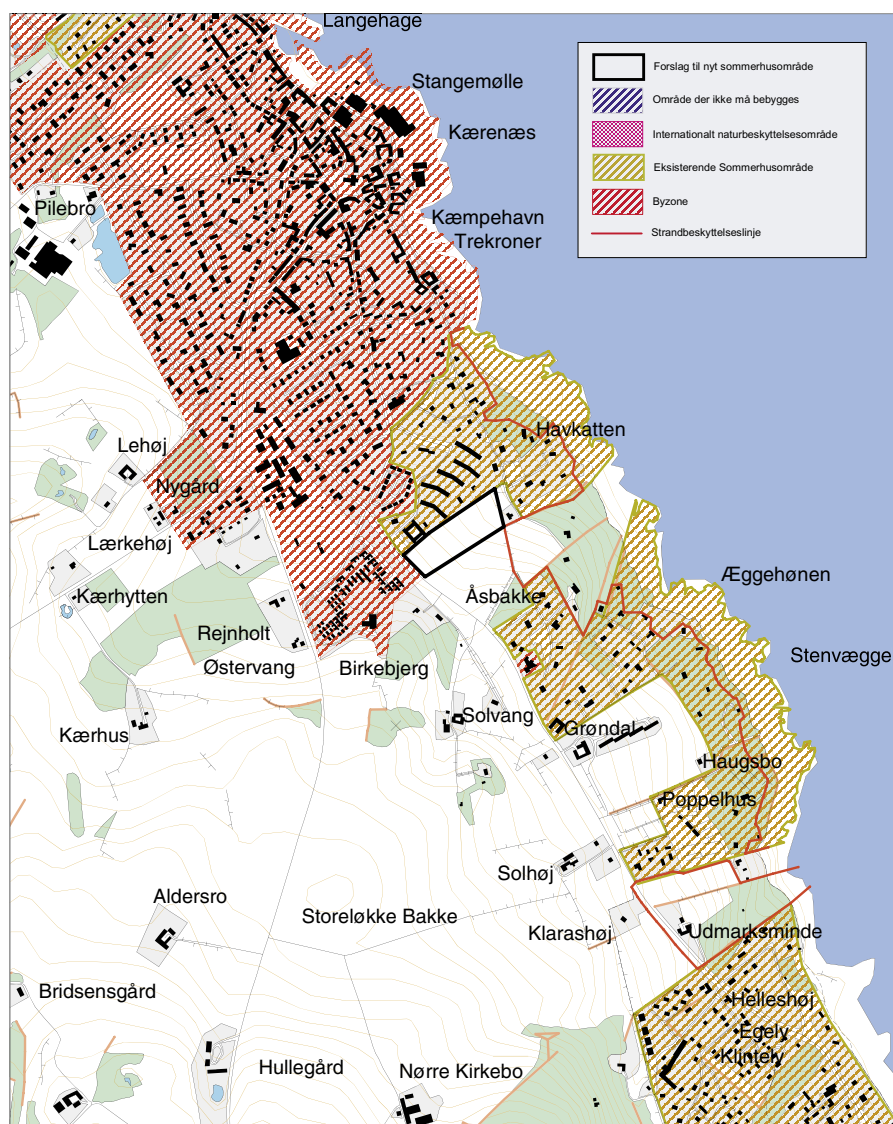 Langehage
Forslag til nyt sommerhusområde
Stangemølle
Område der ikke må bebygges
Kærenæs
Internationalt naturbeskyttelsesområde
Eksisterende Sommerhusområde
Byzone
Pilebro
Kæmpehavn
Trekroner
Strandbeskyttelseslinje
Havkatten
Lehøj
Nygård
Lærkehøj
Æggehønen
Kærhytten
Åsbakke
Rejnholt
Stenvægge
Østervang
Birkebjerg
Solvang
Kærhus
Grøndal
Haugsbo
Poppelhus
Solhøj
Aldersro
Storeløkke Bakke
Klarashøj
Udmarksminde
Bridsensgård
Helleshøj
Egely
Klintely
Hullegård
Nørre Kirkebo